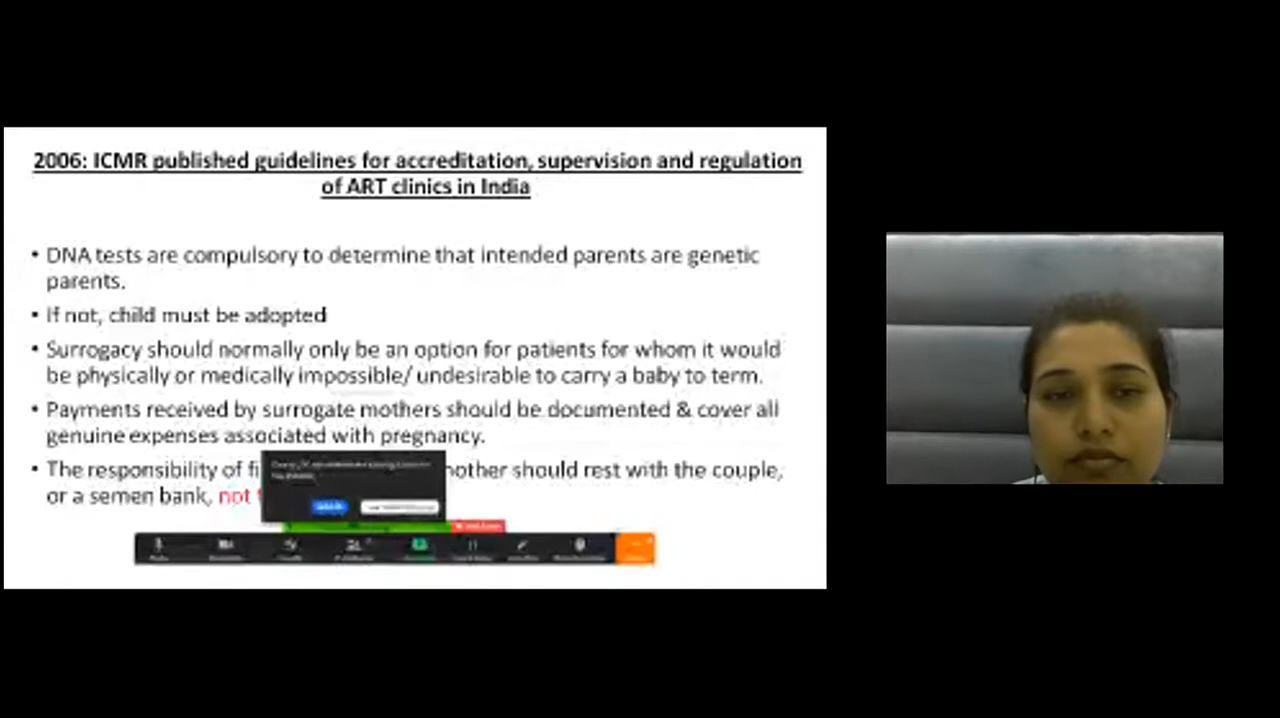 2006: ICMR published guidelines for accreditation, supervision and regulation
of ART clinics in India
• DNA tests are compulsory to determine that intended parents are genetic
parents.
• If not, child must be adopted
• Surrogacy should normally only be an option for patients for whom it would
be physically or medically impossible/ undesirable to carry a baby to term.
• Payments received by surrogate mothers should be documented & cover all
genuine expenses associated with pregnancy.
• The responsibility of should rest with the couple,
or a semen bank, not